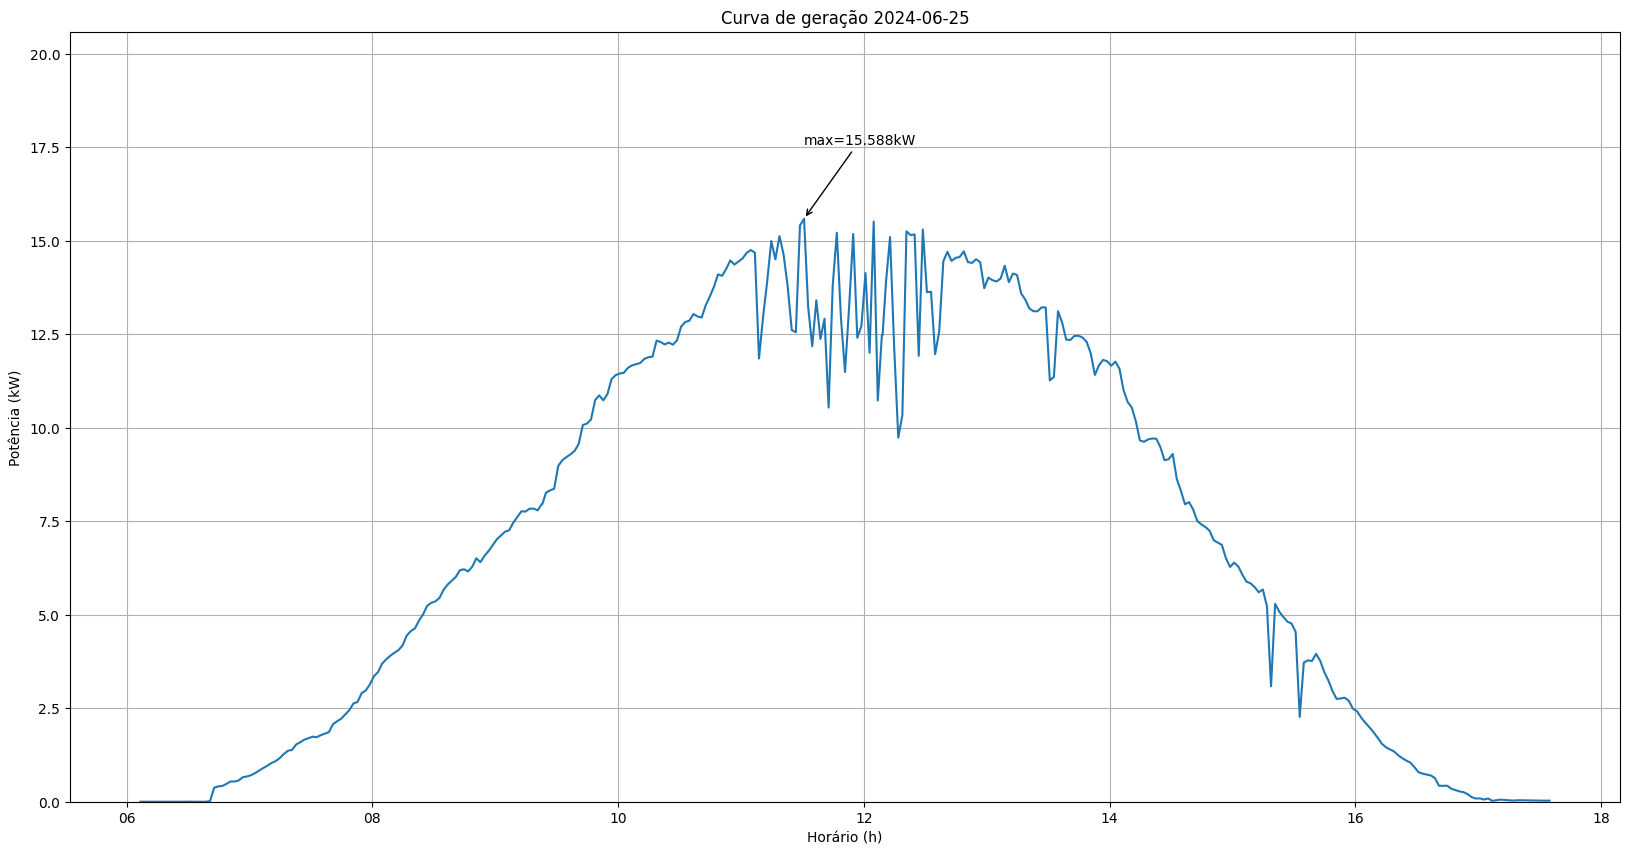 Curva de geração 2024-06-25
20.0
17.5
15.0
12.5
10.0
7.5
5.0
2.5
0.0
Potência (kW)
max=15.588kW
06 08 10 12 14 16 18
Horário (h)